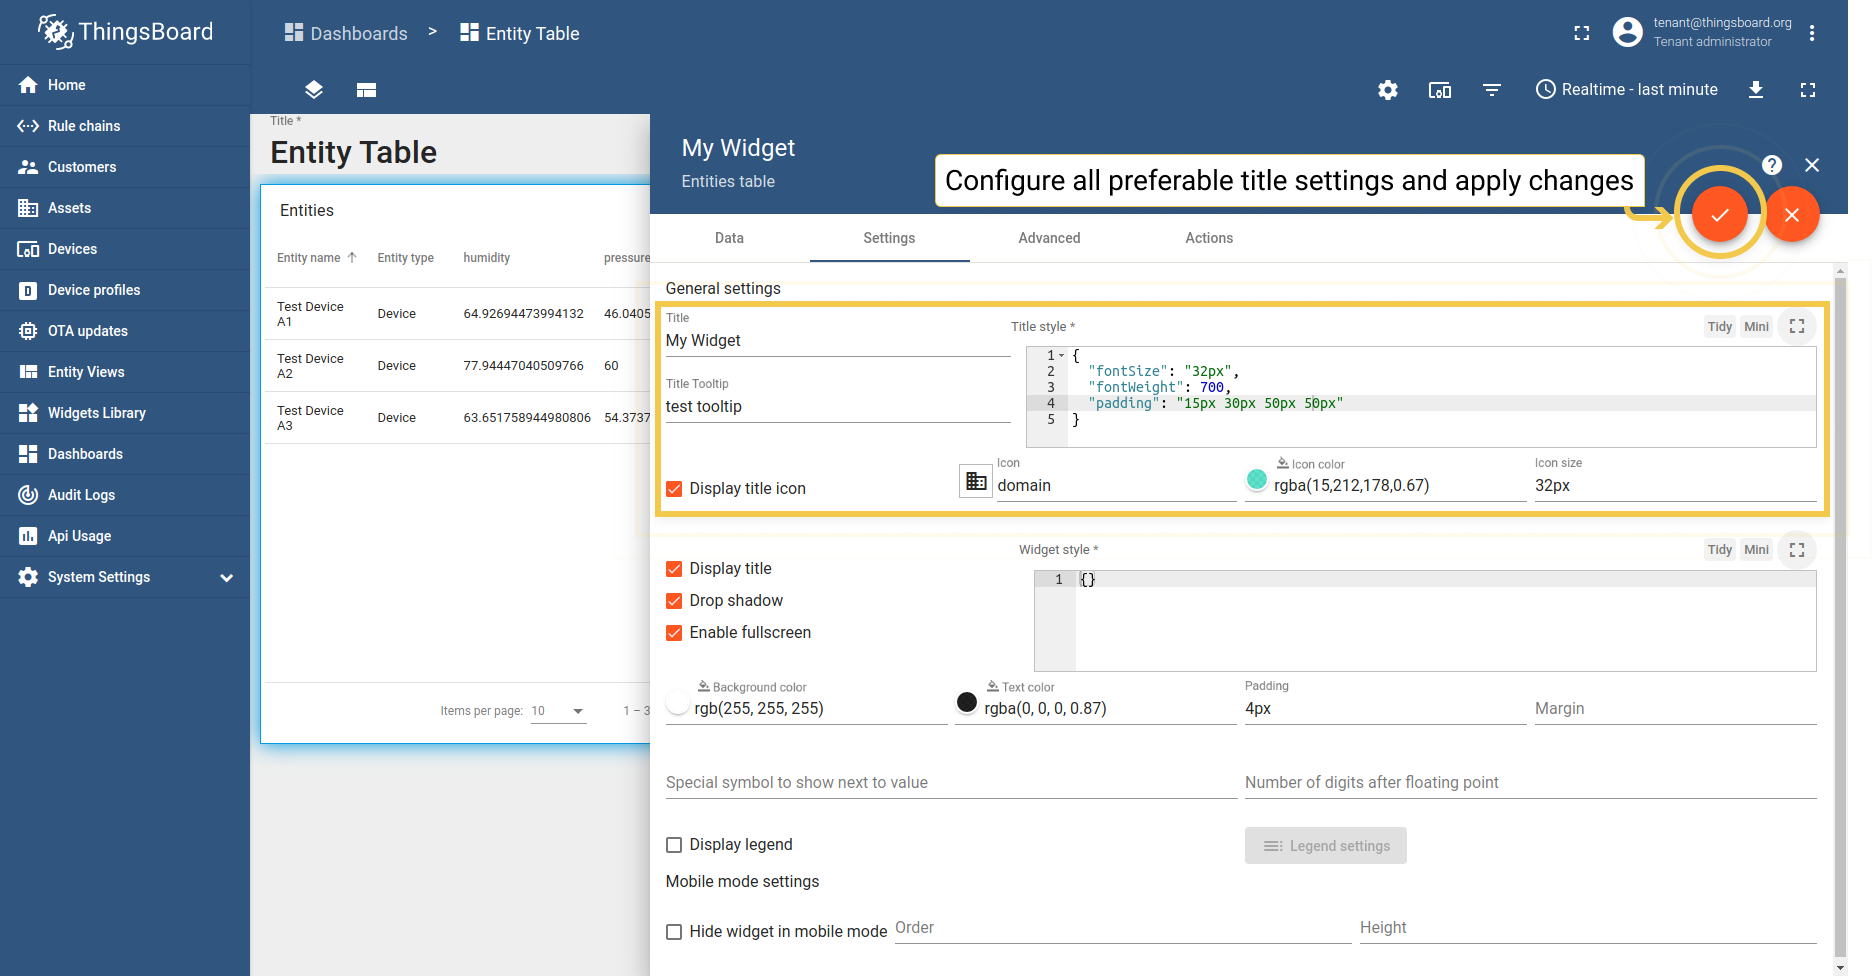 ThingsBoard
Dashboards > Entity Table
tenant@thingsboard.org
Tenant administrator
Home
Rule chains
Customers
Assets
Devices
Device profiles
OTA updates
Entity Views
Widgets Library
Dashboards
Audit Logs
Api Usage
System Settings
Realtime - last minute
Title *
Entity Table
Entities
Entity name Entity type humidity pressure
Test Device A1 Device 64.92694473994132 46.0405
Test Device A2 Device 77.94447040509766 60
Test Device A3 Device 63.651758944980806 54.3737
Items per page: 10 1 – 3
My Widget
Entities table
Configure all preferable title settings and apply changes
Data Settings Advanced Actions
General settings
Title
My Widget
Title Tooltip
test tooltip
Title style *
Tidy Mini
1 {
2 "fontSize": "32px",
3 "fontWeight": 700,
4 "padding": "15px 30px 50px 50px"
5 }
Display title icon
Icon
domain
Icon color
rgba(15,212,178,0.67)
Icon size
32px
Display title
Drop shadow
Enable fullscreen
Widget style *
Tidy Mini
1 {}
Background color
rgb(255, 255, 255)
Text color
rgba(0, 0, 0, 0.87)
Padding
4px
Margin
Special symbol to show next to value
Number of digits after floating point
Display legend
Legend settings
Mobile mode settings
Hide widget in mobile mode
Order
Height